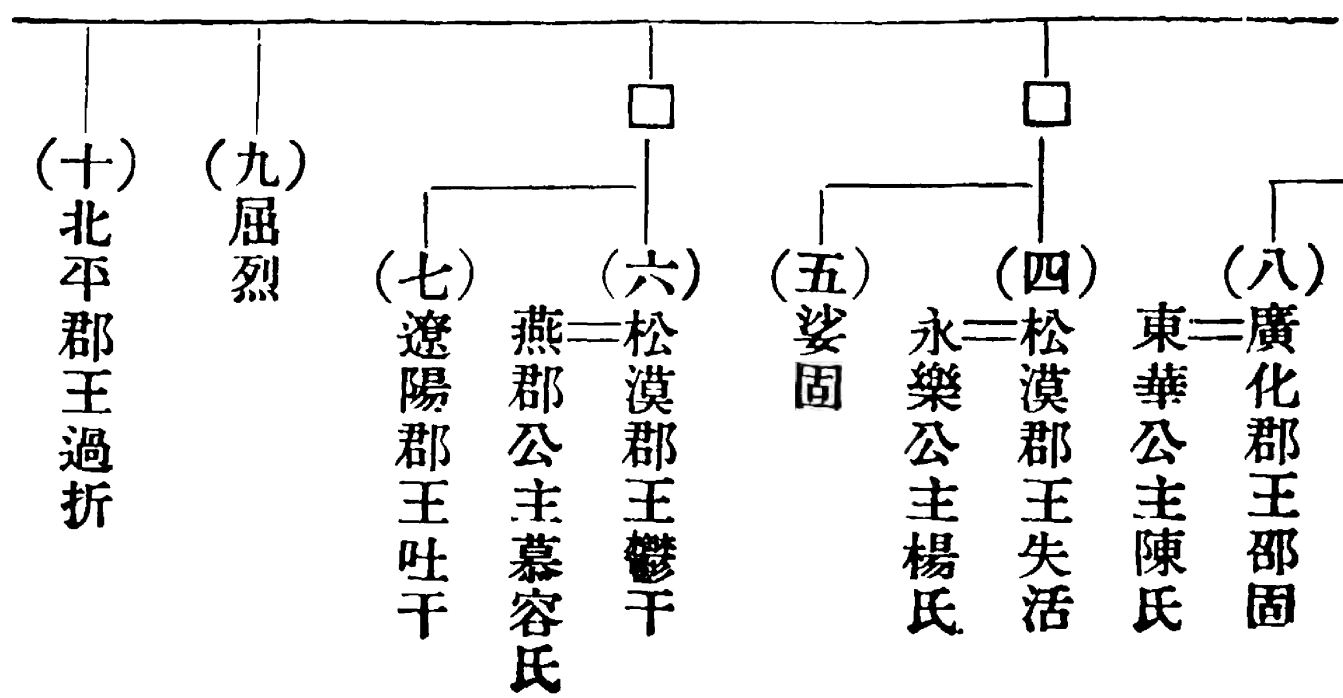 (八)廣化郡王邵固
東華公主陳氏
(四)松漠郡王失活
永樂公主楊氏
(五)娑固
(六)松漠郡王鬱干
燕郡公主慕容氏
(七)遼陽郡王吐干
(九)屈烈
(十)北平郡王過折